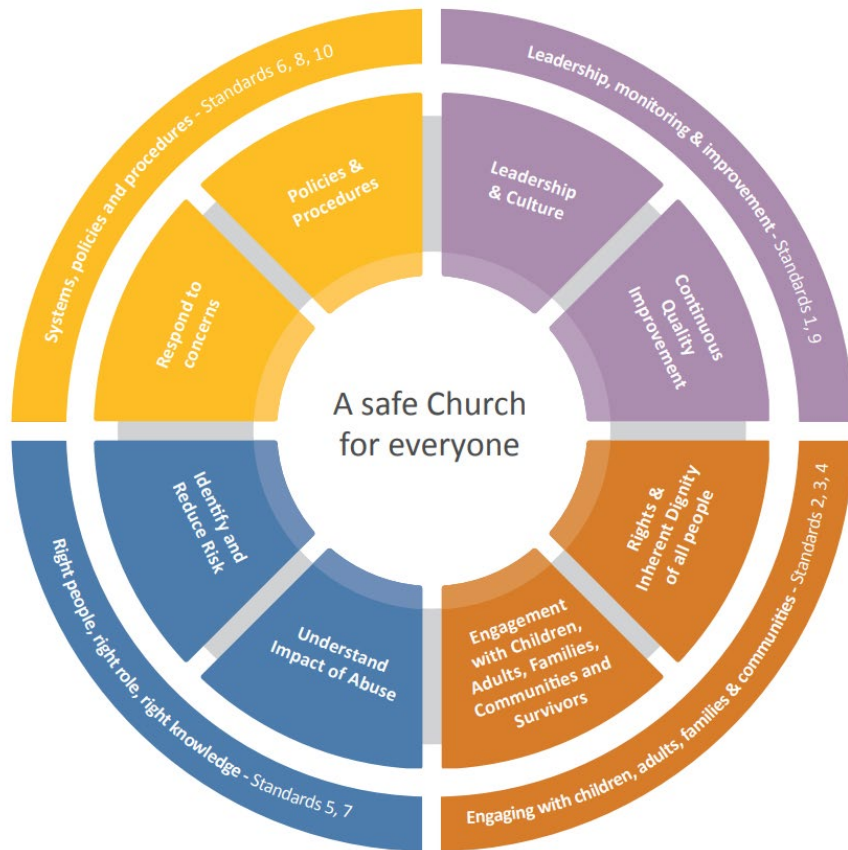 Systems, policies and procedures - Standards 6, 8, 10
Leadership, monitoring & improvement - Standards 1, 9
Policies &
Procedures
Leadership
& Culture
Respond to
concerns
Continuous
Quality
Improvement
A safe Church
for everyone
Identify and
Reduce Risk
Rights &
Inherent Dignity
of all people
Understand
Impact of Abuse
Engagement
with Children,
Adults, Families,
Communities and
Survivors
Right people, right role, right knowledge - Standards 5, 7
Engaging with children, adults, families & communities - Standards 2, 3, 4